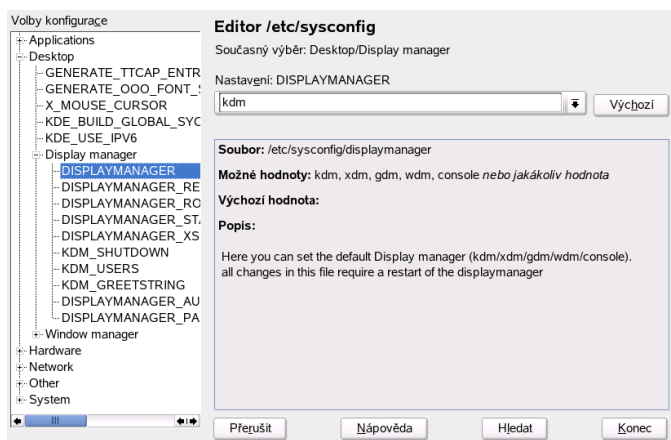 Volby konfigurace
Applications
Desktop
GENERATE_TTCAP_ENTR
GENERATE_OOO_FONT_S
X_MOUSE_CURSOR
KDE_BUILD_GLOBAL_SYC
KDE_USE_IPV6
Display manager
DISPLAYMANAGER
DISPLAYMANAGER_RE
DISPLAYMANAGER_RO
DISPLAYMANAGER_STA
DISPLAYMANAGER_XS
KDM_SHUTDOWN
KDM_USERS
KDM_GREETSTRING
DISPLAYMANAGER_AU
DISPLAYMANAGER_PA
Window manager
Hardware
Network
Other
System
Editor /etc/sysconfig
Současný výběr: Desktop/Display manager
Nastavení: DISPLAYMANAGER
kdm
Výchozí
Soubor: /etc/sysconfig/displaymanager
Možné hodnoty: kdm, xdm, gdm, wdm, console nebo jakákoliv hodnota
Výchozí hodnota:
Popis:
Here you can set the default Display manager (kdm/xdm/gdm/wdm/console).
all changes in this file require a restart of the displaymanager
Přerušit
Nápověda
Hledat
Konec